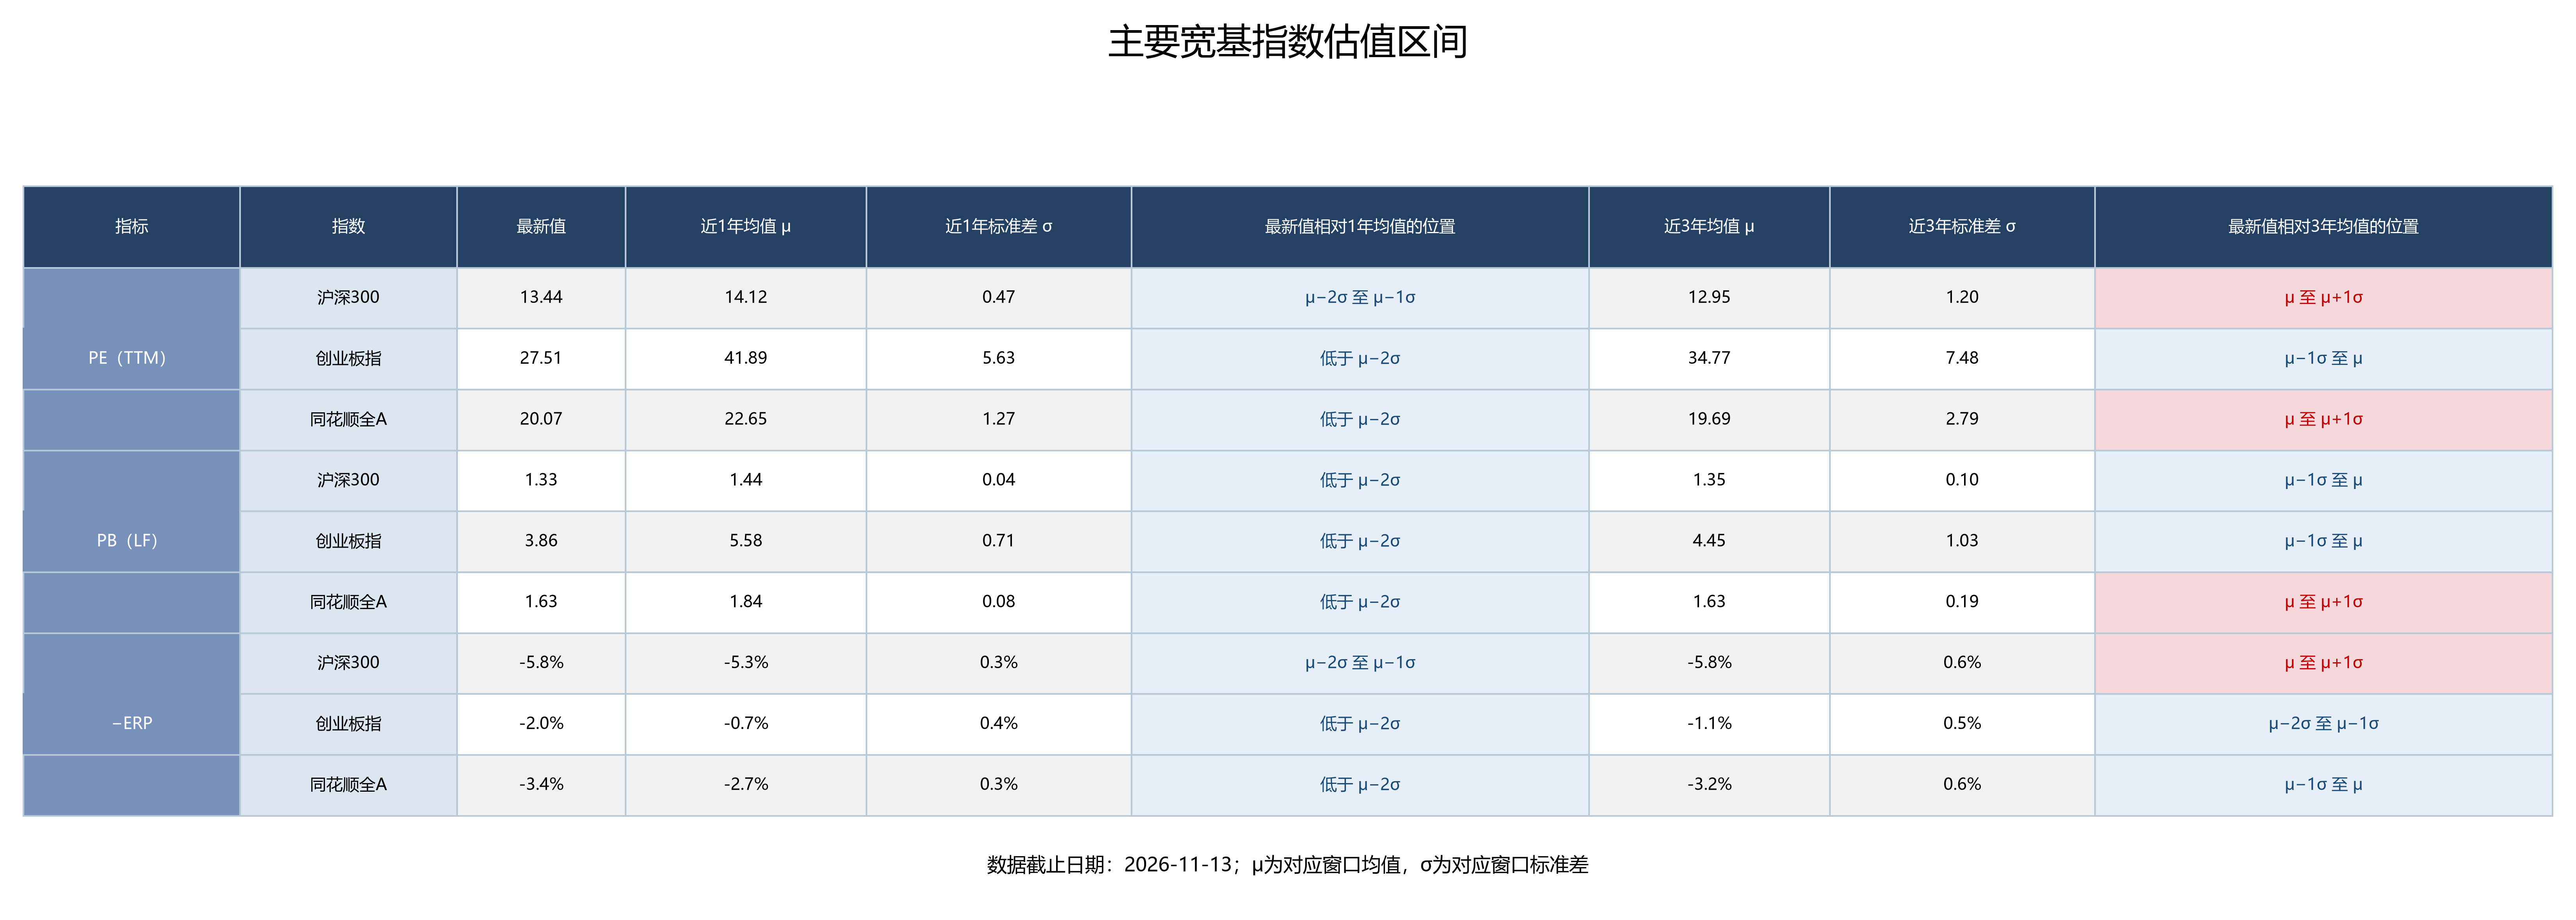 主要宽基指数估值区间
指标 指数 最新值 近1年均值 μ 近1年标准差 σ 最新值相对1年均值的位置 近3年均值 μ 近3年标准差 σ 最新值相对3年均值的位置
沪深300 13.44 14.12 0.47 μ−2σ 至 μ−1σ 12.95 1.20 μ 至 μ+1σ
PE（TTM） 创业板指 27.51 41.89 5.63 低于 μ−2σ 34.77 7.48 μ−1σ 至 μ
同花顺全A 20.07 22.65 1.27 低于 μ−2σ 19.69 2.79 μ 至 μ+1σ
沪深300 1.33 1.44 0.04 低于 μ−2σ 1.35 0.10 μ−1σ 至 μ
PB（LF） 创业板指 3.86 5.58 0.71 低于 μ−2σ 4.45 1.03 μ−1σ 至 μ
同花顺全A 1.63 1.84 0.08 低于 μ−2σ 1.63 0.19 μ 至 μ+1σ
沪深300 -5.8% -5.3% 0.3% μ−2σ 至 μ−1σ -5.8% 0.6% μ 至 μ+1σ
−ERP 创业板指 -2.0% -0.7% 0.4% 低于 μ−2σ -1.1% 0.5% μ−2σ 至 μ−1σ
同花顺全A -3.4% -2.7% 0.3% 低于 μ−2σ -3.2% 0.6% μ−1σ 至 μ
数据截止日期：2026-11-13；μ为对应窗口均值，σ为对应窗口标准差